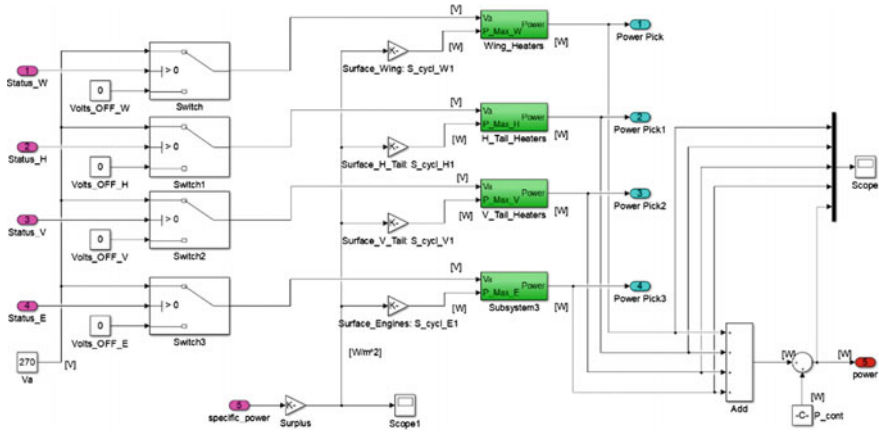 [V]
Va
Power
P_Max_W
[W]
Wing_Heaters
[W]
1
Power Pick
1
Status_W
> 0
0
Volts_OFF_W
Switch
K-
Surface_Wing: S_cycl_W1
[V]
Va
Power
P_Max_H
[W]
H_Tail_Heaters
[W]
2
Power Pick1
2
Status_H
> 0
0
Volts_OFF_H
Switch1
K-
Surface_H_Tail: S_cycl_H1
[V]
Va
Power
P_Max_V
[W]
V_Tail_Heaters
[W]
3
Power Pick2
Scope
3
Status_V
> 0
0
Volts_OFF_V
Switch2
K-
Surface_V_Tail: S_cycl_V1
[V]
Va
Power
P_Max_E
[W]
Subsystem3
[W]
4
Power Pick3
4
Status_E
> 0
0
Volts_OFF_E
Switch3
K-
Surface_Engines: S_cycl_E1
270
Va
[V]
[W/m^2]
Add
[W]
[W]
5
power
[W]
-C-
P_cont
5
specific_power
K-
Surplus
Scope1